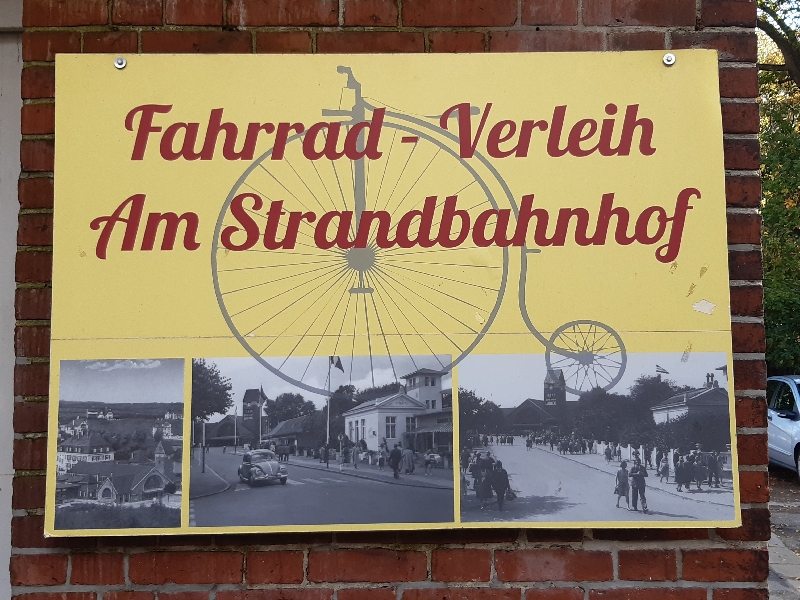 Fahrrad - Verleih
Am Strandbahnhof